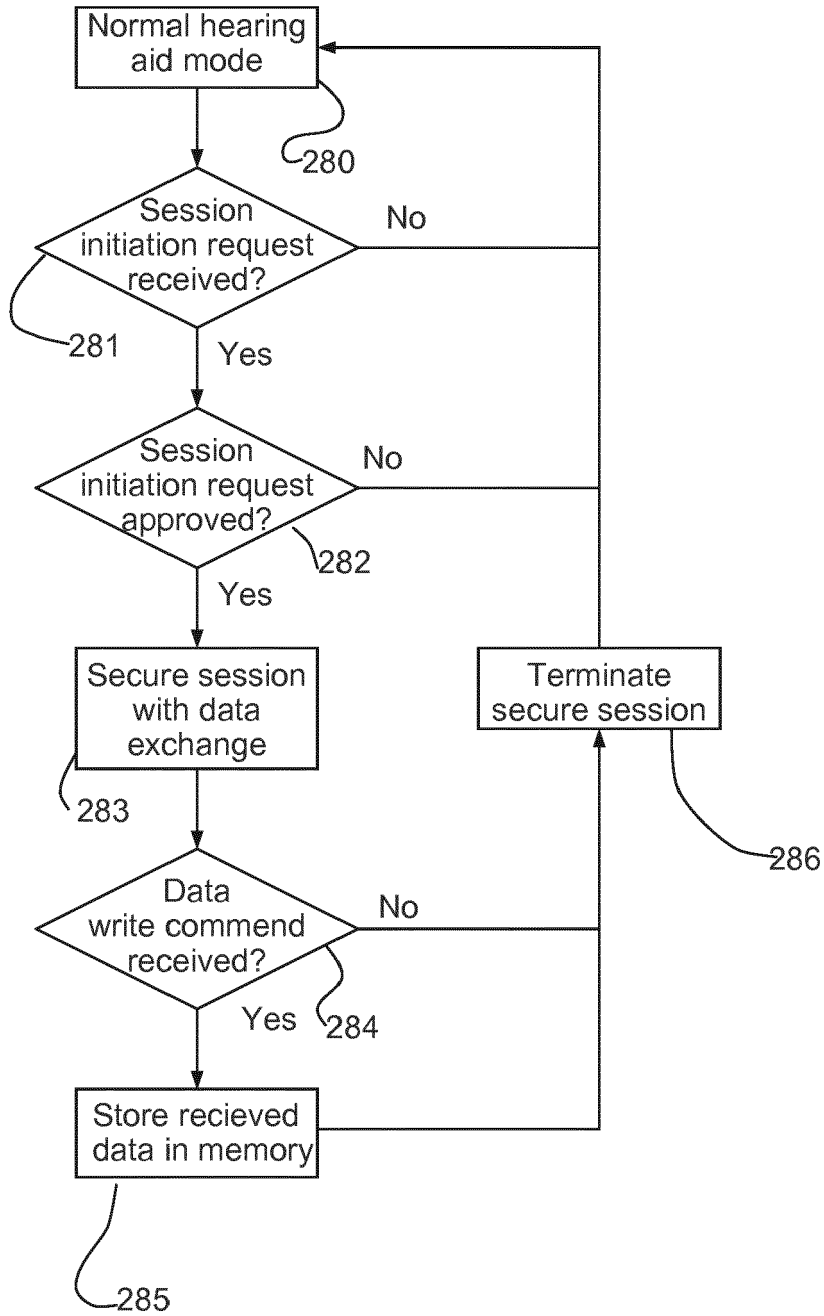 Normal hearing
aid mode
280
Session
initiation request
received?
No
281
Yes
Session
initiation request
approved?
No
282
Yes
Secure session
with data
exchange
283
Terminate
secure session
286
Data
write commend
received?
No
284
Yes
Store recieved
data in memory
285